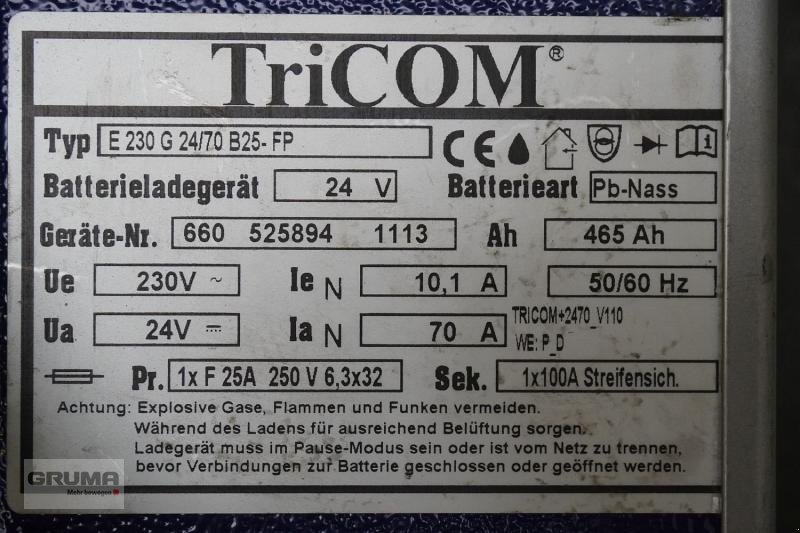 TriCOM®
Typ E 230 G 24/70 B25- FP CE
Batterieladegerät 24 V Batterieart Pb-Nass
Geräte-Nr. 660 525894 1113 Ah 465 Ah
Ue 230V ~ Ie N 10,1 A 50/60 Hz
Ua 24V Ia N 70 A TRICOM+2470_V110
WE: P_D
Pr. 1x F 25A 250 V 6,3x32 Sek. 1x100A Streifensich.
Achtung: Explosive Gase, Flammen und Funken vermeiden.
Während des Ladens für ausreichend Belüftung sorgen.
Ladegerät muss im Pause-Modus sein oder ist vom Netz zu trennen,
bevor Verbindungen zur Batterie geschlossen oder geöffnet werden.
GRUMA
Mehr bewegen